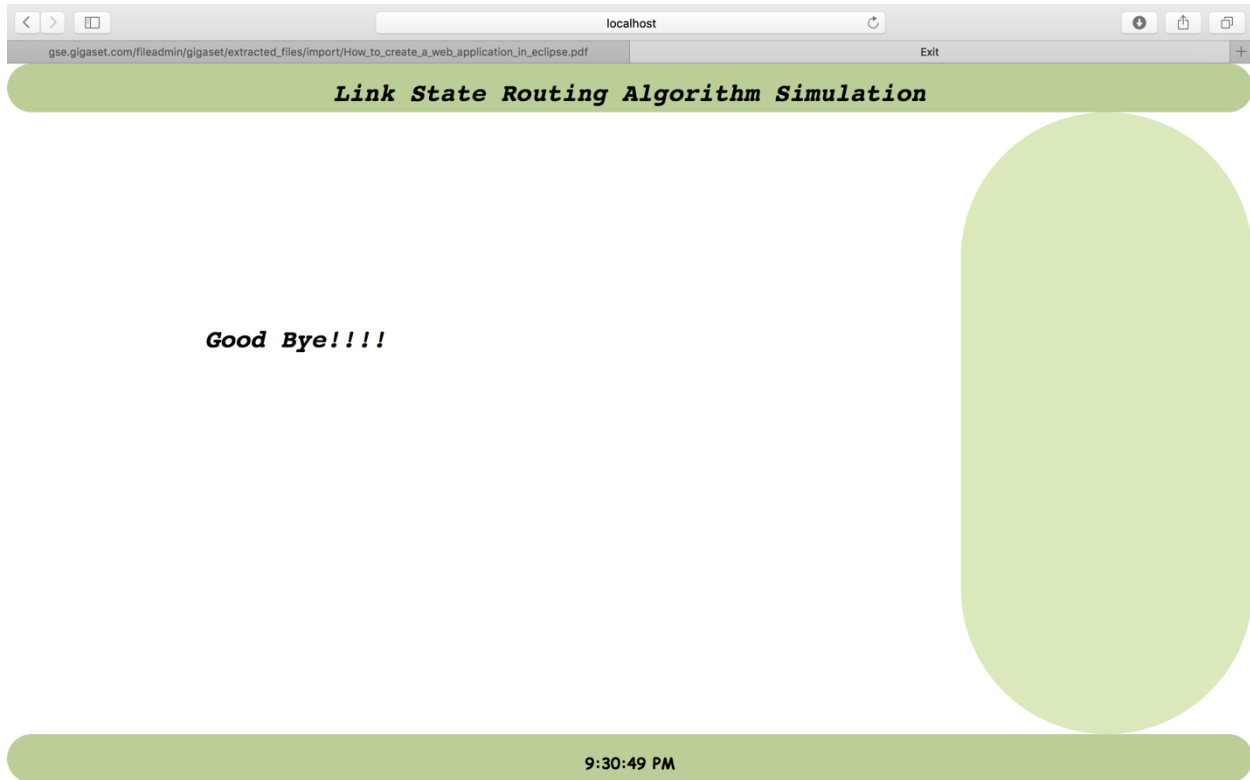 localhost
gse.gigaset.com/fileadmin/gigaset/extracted_files/import/How_to_create_a_web_application_in_eclipse.pdf
Exit
Link State Routing Algorithm Simulation
Good Bye!!!!
9:30:49 PM